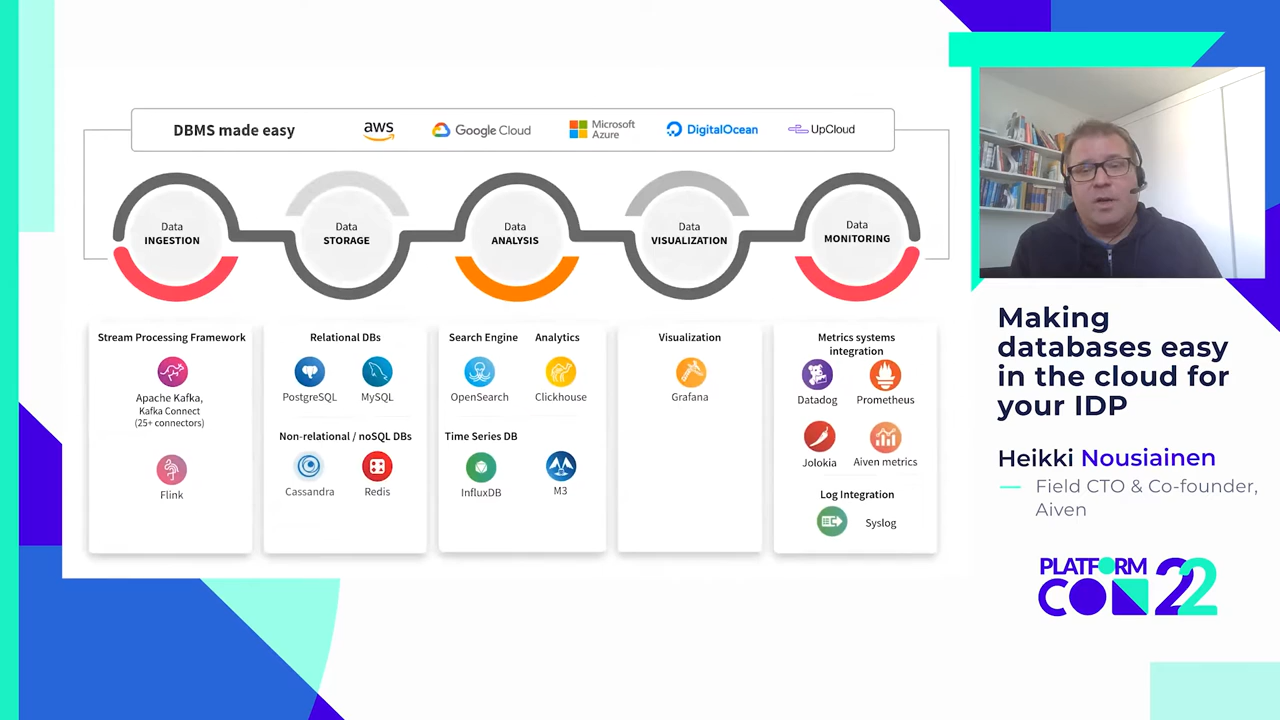 DBMS made easy
aws
Google Cloud
Microsoft
Azure
DigitalOcean
UpCloud
Data
INGESTION
Data
STORAGE
Data
ANALYSIS
Data
VISUALIZATION
Data
MONITORING
Stream Processing Framework
Apache Kafka,
Kafka Connect
(25+ connectors)
Flink
Relational DBs
PostgreSQL
MySQL
Non-relational / noSQL DBs
Cassandra
Redis
Search Engine
Analytics
OpenSearch
Clickhouse
Time Series DB
InfluxDB
M3
Visualization
Grafana
Metrics systems
integration
Datadog
Prometheus
Jolokia
Aiven metrics
Log Integration
Syslog
Making
databases easy
in the cloud for
your IDP
Heikki Nousiainen
Field CTO & Co-founder,
Aiven
PLATFORM
CON 22